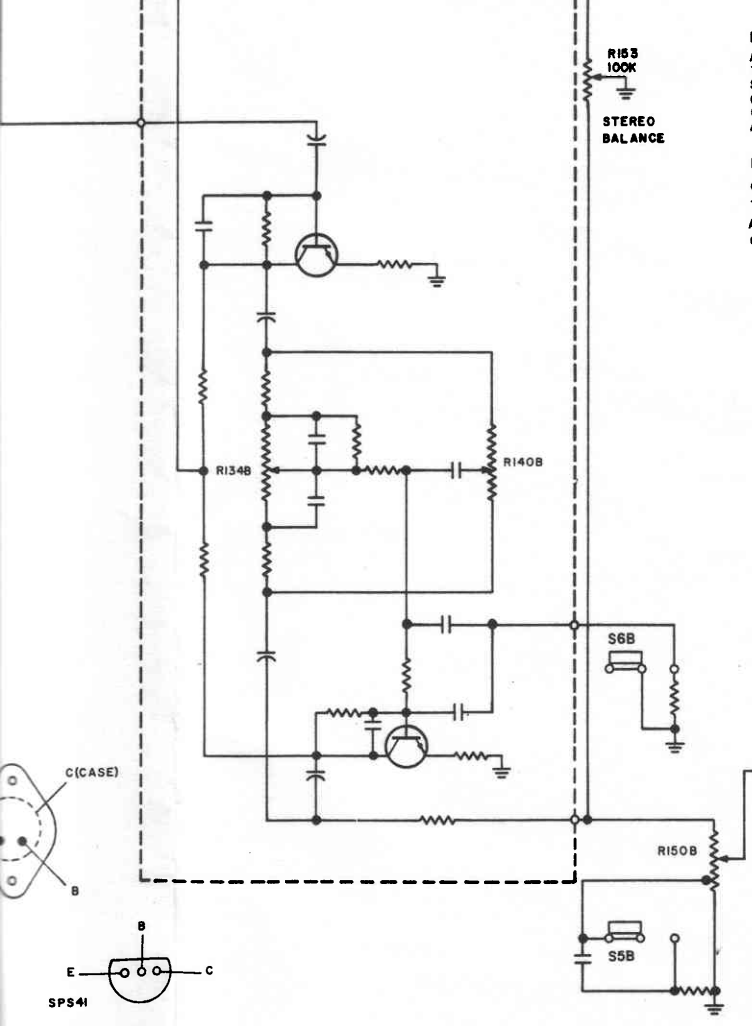 R153
100K
STEREO
BALANCE
R134B
R140B
S6B
C(CASE)
B
R150B
B
E
C
S5B
SPS41